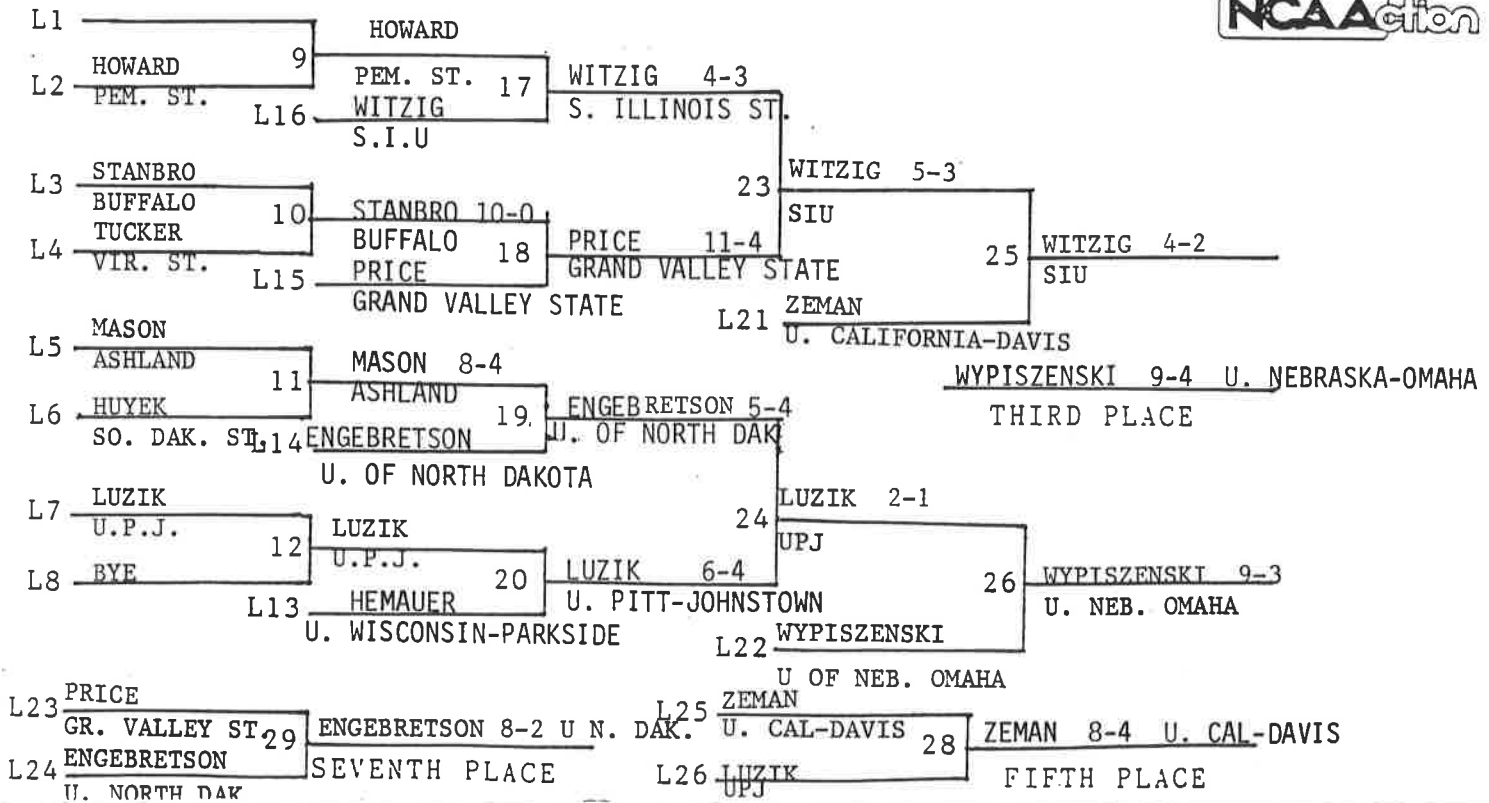 NCAAction
L1
HOWARD
9
HOWARD
L2
PEM. ST.
PEM. ST.
17
WITZIG 4-3
S. ILLINOIS ST.
L16
WITZIG
S.I.U
L3
STANBRO
BUFFALO
10
STANBRO 10-0
BUFFALO
23
WITZIG 5-3
SIU
L4
TUCKER
VIR. ST.
18
PRICE 11-4
GRAND VALLEY STATE
L15
PRICE
GRAND VALLEY STATE
25
WITZIG 4-2
SIU
L21
ZEMAN
U. CALIFORNIA-DAVIS
L5
MASON
ASHLAND
11
MASON 8-4
ASHLAND
WYPISZENSKI 9-4 U. NEBRASKA-OMAHA
THIRD PLACE
L6
HUYEK
SO. DAK. ST.
19.
ENGEBRETSON 5-4
U. OF NORTH DAK
L14
ENGEBRETSON
U. OF NORTH DAKOTA
L7
LUZIK
U.P.J.
12
LUZIK
U.P.J.
24
LUZIK 2-1
UPJ
L8
BYE
20
LUZIK 6-4
U. PITT-JOHNSTOWN
26
WYPISZENSKI 9-3
U. NEB. OMAHA
L13
HEMAUER
U. WISCONSIN-PARKSIDE
L22
WYPISZENSKI
U OF NEB. OMAHA
L23
PRICE
GR. VALLEY ST.
29
ENGEBRETSON 8-2 U N. DAK.
SEVENTH PLACE
L24
ENGEBRETSON
U. NORTH DAK
L25
ZEMAN
U. CAL-DAVIS
28
ZEMAN 8-4 U. CAL-DAVIS
FIFTH PLACE
L26
LUZIK
UPJ